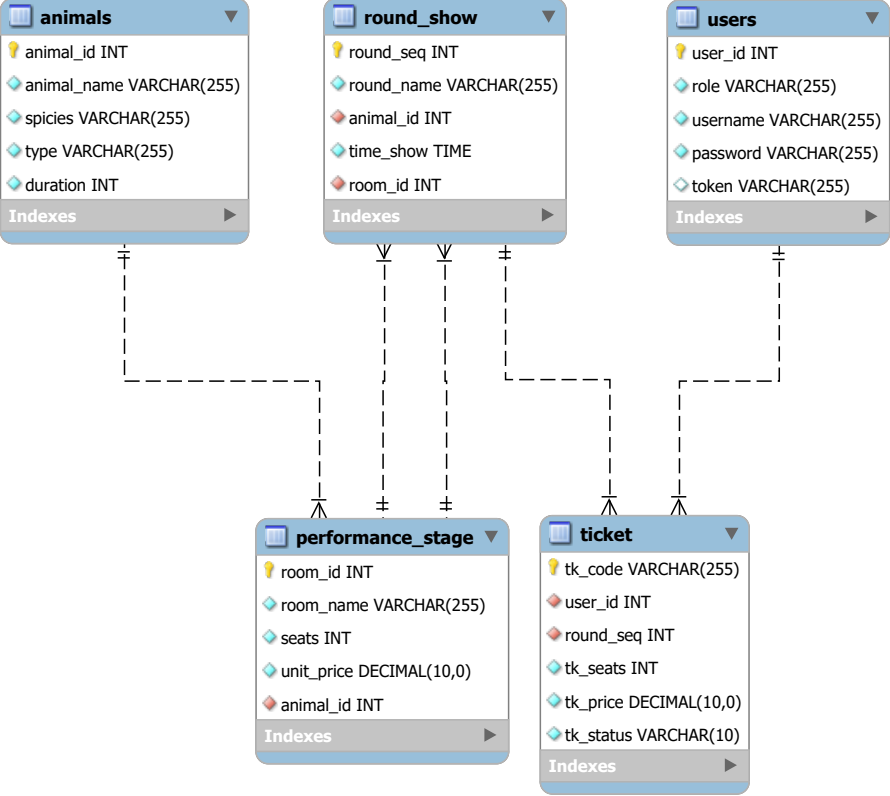 animals
animal_id INT
animal_name VARCHAR(255)
spicies VARCHAR(255)
type VARCHAR(255)
duration INT
Indexes
round_show
round_seq INT
round_name VARCHAR(255)
animal_id INT
time_show TIME
room_id INT
Indexes
users
user_id INT
role VARCHAR(255)
username VARCHAR(255)
password VARCHAR(255)
token VARCHAR(255)
Indexes
performance_stage
room_id INT
room_name VARCHAR(255)
seats INT
unit_price DECIMAL(10,0)
animal_id INT
Indexes
ticket
tk_code VARCHAR(255)
user_id INT
round_seq INT
tk_seats INT
tk_price DECIMAL(10,0)
tk_status VARCHAR(10)
Indexes